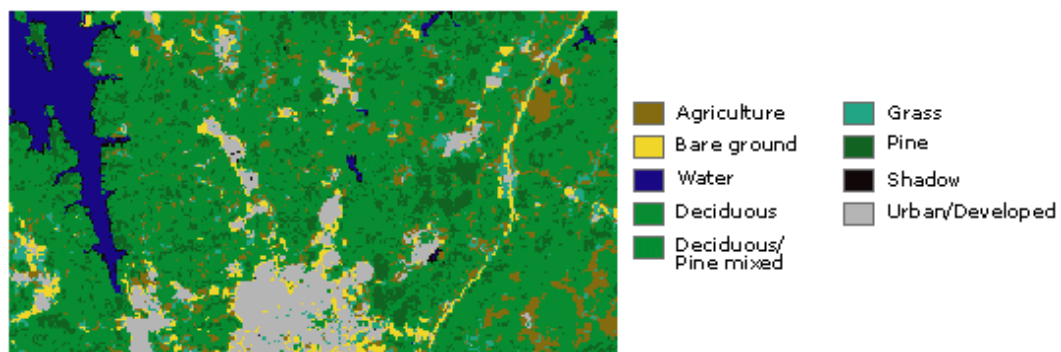 Agriculture
Bare ground
Water
Deciduous
Deciduous/
Pine mixed
Grass
Pine
Shadow
Urban/Developed